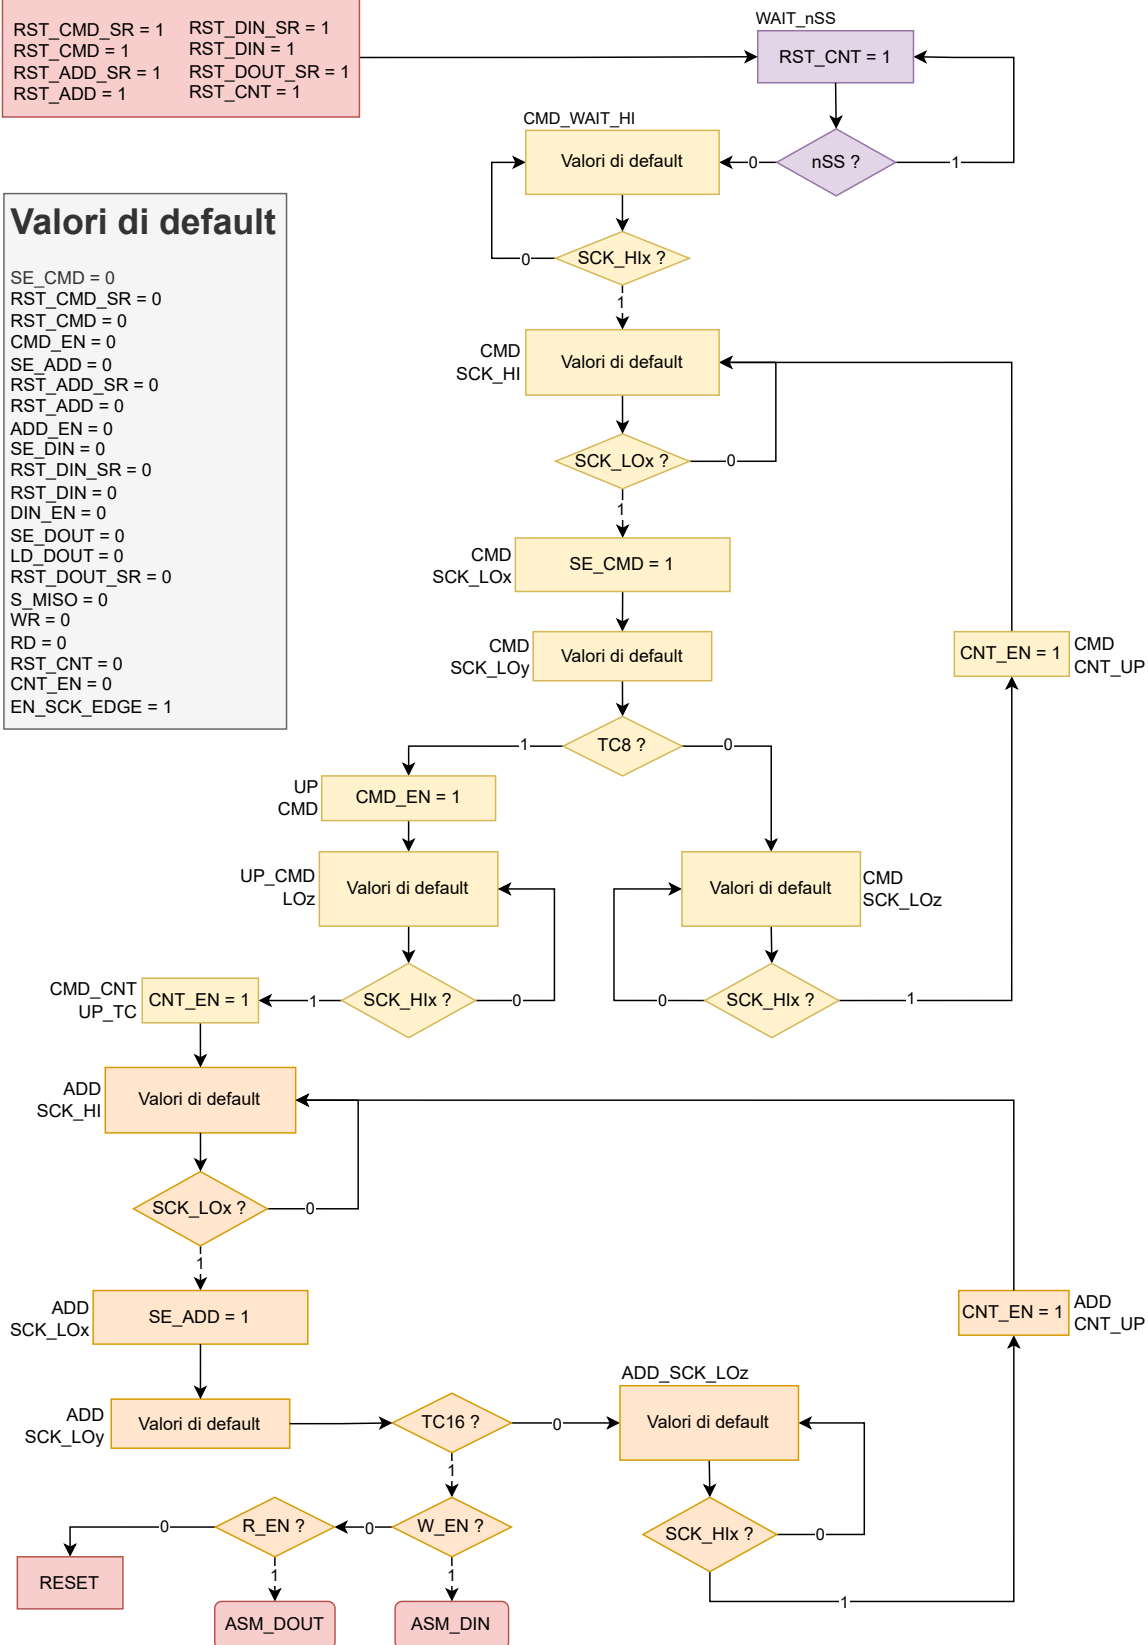 RST_CMD_SR = 1
RST_CMD = 1
RST_ADD_SR = 1
RST_ADD = 1
RST_DIN_SR = 1
RST_DIN = 1
RST_DOUT_SR = 1
RST_CNT = 1
WAIT_nSS
RST_CNT = 1
nSS ?
0
1
CMD_WAIT_HI
Valori di default
SCK_HIx ?
0
1
Valori di default
SE_CMD = 0
RST_CMD_SR = 0
RST_CMD = 0
CMD_EN = 0
SE_ADD = 0
RST_ADD_SR = 0
RST_ADD = 0
ADD_EN = 0
SE_DIN = 0
RST_DIN_SR = 0
RST_DIN = 0
DIN_EN = 0
SE_DOUT = 0
LD_DOUT = 0
RST_DOUT_SR = 0
S_MISO = 0
WR = 0
RD = 0
RST_CNT = 0
CNT_EN = 0
EN_SCK_EDGE = 1
CMD
SCK_HI
Valori di default
SCK_LOx ?
0
1
CMD
SCK_LOx
SE_CMD = 1
CMD
SCK_LOy
Valori di default
CNT_EN = 1
CMD
CNT_UP
TC8 ?
1
0
UP
CMD
CMD_EN = 1
UP_CMD
LOz
Valori di default
Valori di default
CMD
SCK_LOz
SCK_HIx ?
1
0
SCK_HIx ?
0
1
CMD_CNT
UP_TC
CNT_EN = 1
ADD
SCK_HI
Valori di default
SCK_LOx ?
0
1
ADD
SCK_LOx
SE_ADD = 1
CNT_EN = 1
ADD
CNT_UP
ADD
SCK_LOy
Valori di default
TC16 ?
0
1
ADD_SCK_LOz
Valori di default
SCK_HIx ?
0
1
W_EN ?
0
1
R_EN ?
0
1
RESET
ASM_DOUT
ASM_DIN